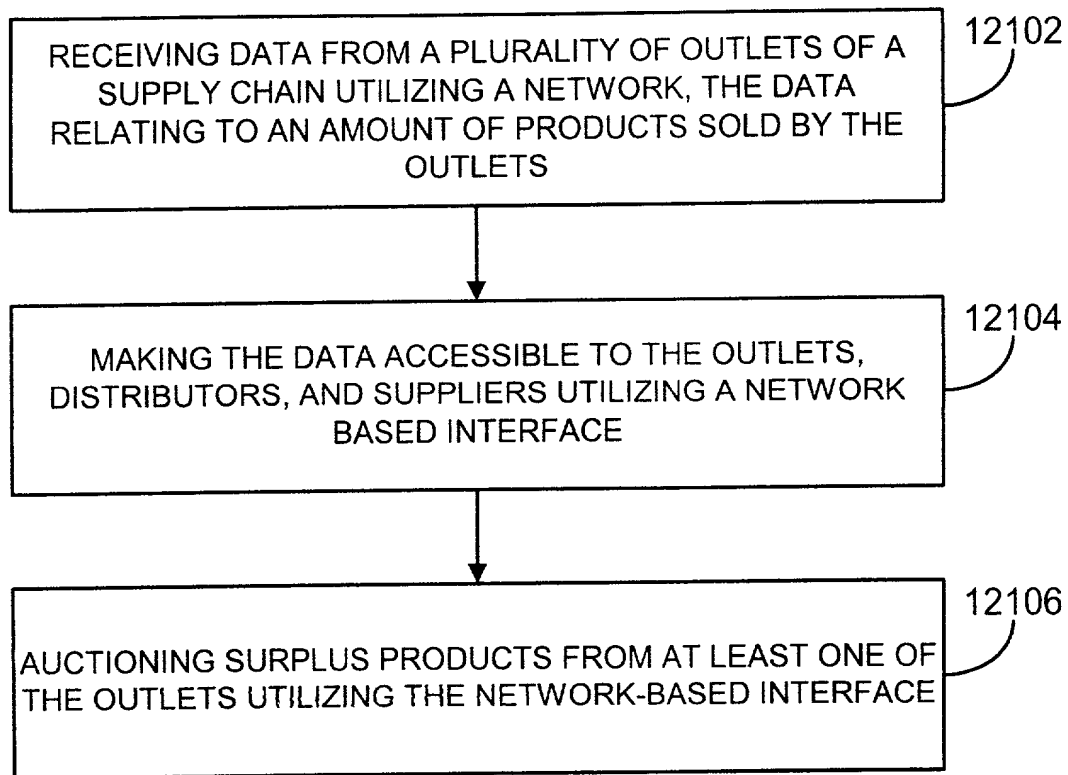 RECEIVING DATA FROM A PLURALITY OF OUTLETS OF A
SUPPLY CHAIN UTILIZING A NETWORK, THE DATA
RELATING TO AN AMOUNT OF PRODUCTS SOLD BY THE
OUTLETS
12102
MAKING THE DATA ACCESSIBLE TO THE OUTLETS,
DISTRIBUTORS, AND SUPPLIERS UTILIZING A NETWORK
BASED INTERFACE
12104
AUCTIONING SURPLUS PRODUCTS FROM AT LEAST ONE OF
THE OUTLETS UTILIZING THE NETWORK-BASED INTERFACE
12106